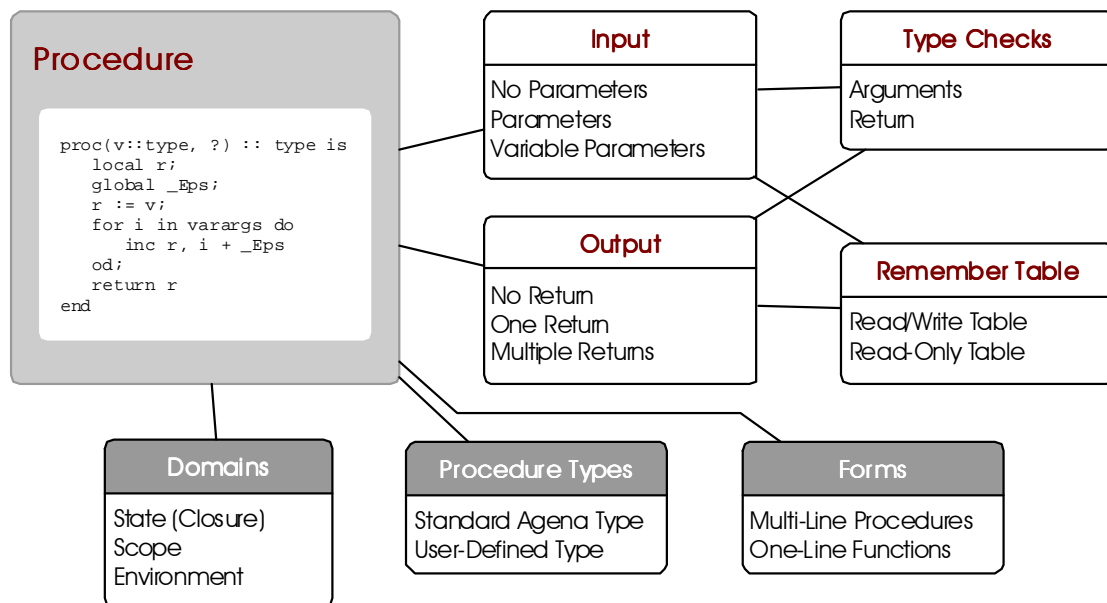 Procedure
proc(v::type, ?) :: type is
local r;
global _Eps;
r := v;
for i in varargs do
inc r, i + _Eps
od;
return r
end
Input
No Parameters
Parameters
Variable Parameters
Type Checks
Arguments
Return
Output
No Return
One Return
Multiple Returns
Remember Table
Read/Write Table
Read-Only Table
Domains
State (Closure)
Scope
Environment
Procedure Types
Standard Agena Type
User-Defined Type
Forms
Multi-Line Procedures
One-Line Functions